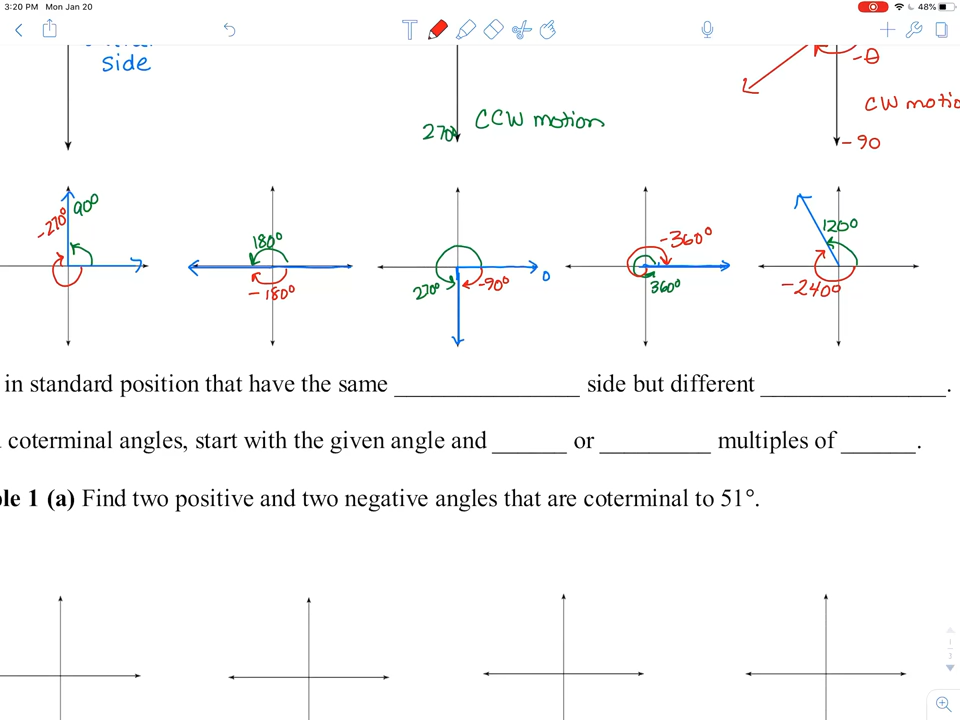 3:20 PM Mon Jan 20
48%
side
-θ
CCW motion
270°
CW
-90
-270°
90°
180°
-180°
270°
-90°
0
-360°
360°
120°
-240°
in standard position that have the same _______________ side but different _______________.
coterminal angles, start with the given angle and ______ or _________ multiples of ______.
1 (a) Find two positive and two negative angles that are coterminal to 51°.
1
3